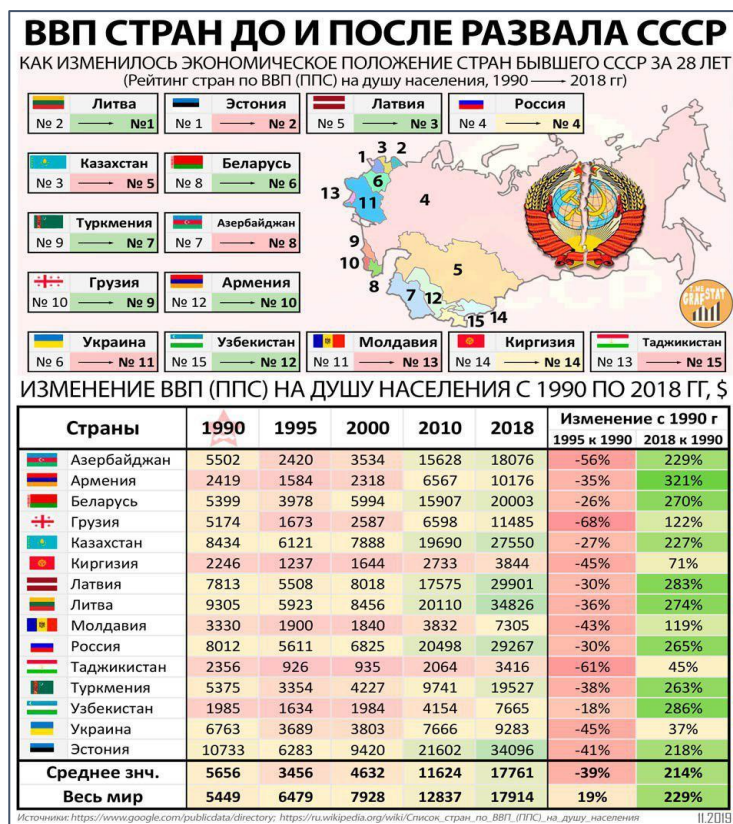 ВВП СТРАН ДО И ПОСЛЕ РАЗВАЛА СССР
КАК ИЗМЕНИЛОСЬ ЭКОНОМИЧЕСКОЕ ПОЛОЖЕНИЕ СТРАН БЫВШЕГО СССР ЗА 28 ЛЕТ
(Рейтинг стран по ВВП (ППС) на душу населения, 1990 ⟶ 2018 гг)
Литва
№ 2 → №1
Эстония
№ 1 → № 2
Латвия
№ 5 → № 3
Россия
№ 4 → № 4
Казахстан
№ 3 → № 5
Беларусь
№ 8 → № 6
Туркмения
№ 9 → № 7
Азербайджан
№ 7 → № 8
Грузия
№ 10 → № 9
Армения
№ 12 → № 10
1 3 2
6
13 11 4
9
10
8
5
7 12
15 14
СССР
T.ME
GRAFSTAT
Украина
№ 6 → № 11
Узбекистан
№ 15 → № 12
Молдавия
№ 11 → № 13
Киргизия
№ 14 → № 14
Таджикистан
№ 13 → № 15
ИЗМЕНЕНИЕ ВВП (ППС) НА ДУШУ НАСЕЛЕНИЯ С 1990 ПО 2018 ГГ, $
Страны 1990 1995 2000 2010 2018 Изменение с 1990 г
1995 к 1990 2018 к 1990
Азербайджан 5502 2420 3534 15628 18076 -56% 229%
Армения 2419 1584 2318 6567 10176 -35% 321%
Беларусь 5399 3978 5994 15907 20003 -26% 270%
Грузия 5174 1673 2587 6598 11485 -68% 122%
Казахстан 8434 6121 7888 19690 27550 -27% 227%
Киргизия 2246 1237 1644 2733 3844 -45% 71%
Латвия 7813 5508 8018 17575 29901 -30% 283%
Литва 9305 5923 8456 20110 34826 -36% 274%
Молдавия 3330 1900 1840 3832 7305 -43% 119%
Россия 8012 5611 6825 20498 29267 -30% 265%
Таджикистан 2356 926 935 2064 3416 -61% 45%
Туркмения 5375 3354 4227 9741 19527 -38% 263%
Узбекистан 1985 1634 1984 4154 7665 -18% 286%
Украина 6763 3689 3803 7666 9283 -45% 37%
Эстония 10733 6283 9420 21602 34096 -41% 218%
Среднее знч. 5656 3456 4632 11624 17761 -39% 214%
Весь мир 5449 6479 7928 12837 17914 19% 229%
Источники: https://www.google.com/publicdata/directory; https://ru.wikipedia.org/wiki/Список_стран_по_ВВП_(ППС)_на_душу_населения 11.2019